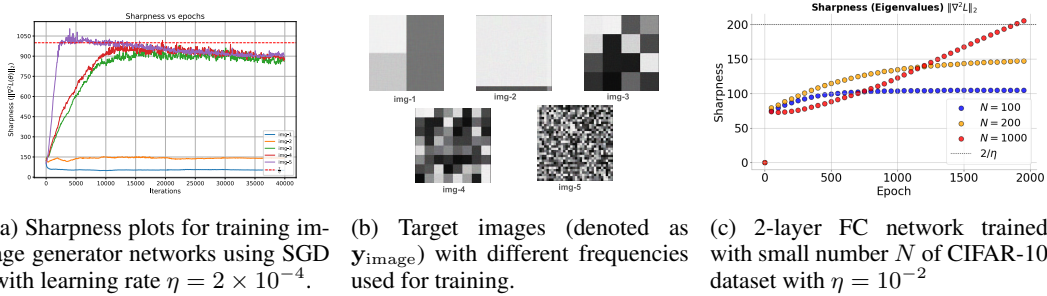 Sharpness vs epochs
Sharpness (‖∇²L(θ)‖₂)
1050
900
750
600
450
300
150
0
0 5000 10000 15000 20000 25000 30000 35000 40000
Iterations
img-1
img-2
img-3
img-4
img-5
img-1
img-2
img-3
img-4
img-5
Sharpness (Eigenvalues) ‖∇²L‖₂
Sharpness
200
150
100
50
0
0 500 1000 1500 2000
Epoch
N = 100
N = 200
N = 1000
2/η
a) Sharpness plots for training im-
age generator networks using SGD
with learning rate η = 2 × 10⁻⁴.
(b) Target images (denoted as
y_image) with different frequencies
used for training.
(c) 2-layer FC network trained
with small number N of CIFAR-10
dataset with η = 10⁻²